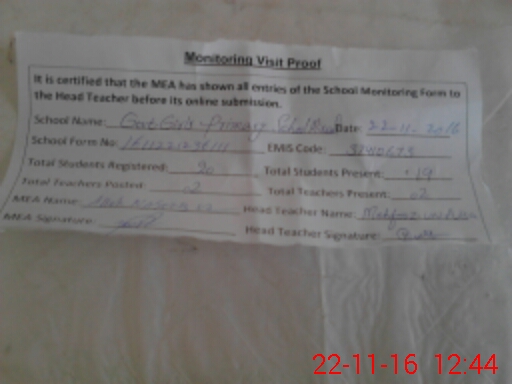 Monitoring Visit Proof
It is certified that the MEA has shown all entries of the School Monitoring Form to
the Head Teacher before its online submission.
School Name: Govt Girls Primary School Date: 22-11-2016
School Form No: EMIS Code:
Total Students Registered: 20 Total Students Present: 19
Total Teachers Posted: 02 Total Teachers Present: 02
MEA Name: Head Teacher Name:
MEA Signature: Head Teacher Signature:
22-11-16 12:44